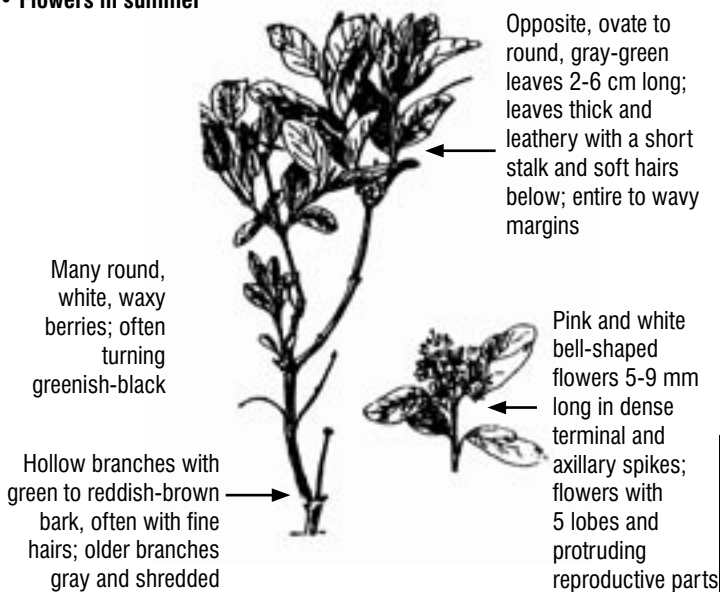 • Flowers in summer
Opposite, ovate to
round, gray-green
leaves 2-6 cm long;
leaves thick and
leathery with a short
stalk and soft hairs
below; entire to wavy
margins
Many round,
white, waxy
berries; often
turning
greenish-black
Pink and white
bell-shaped
flowers 5-9 mm
long in dense
terminal and
axillary spikes;
flowers with
5 lobes and
protruding
reproductive parts
Hollow branches with
green to reddish-brown
bark, often with fine
hairs; older branches
gray and shredded